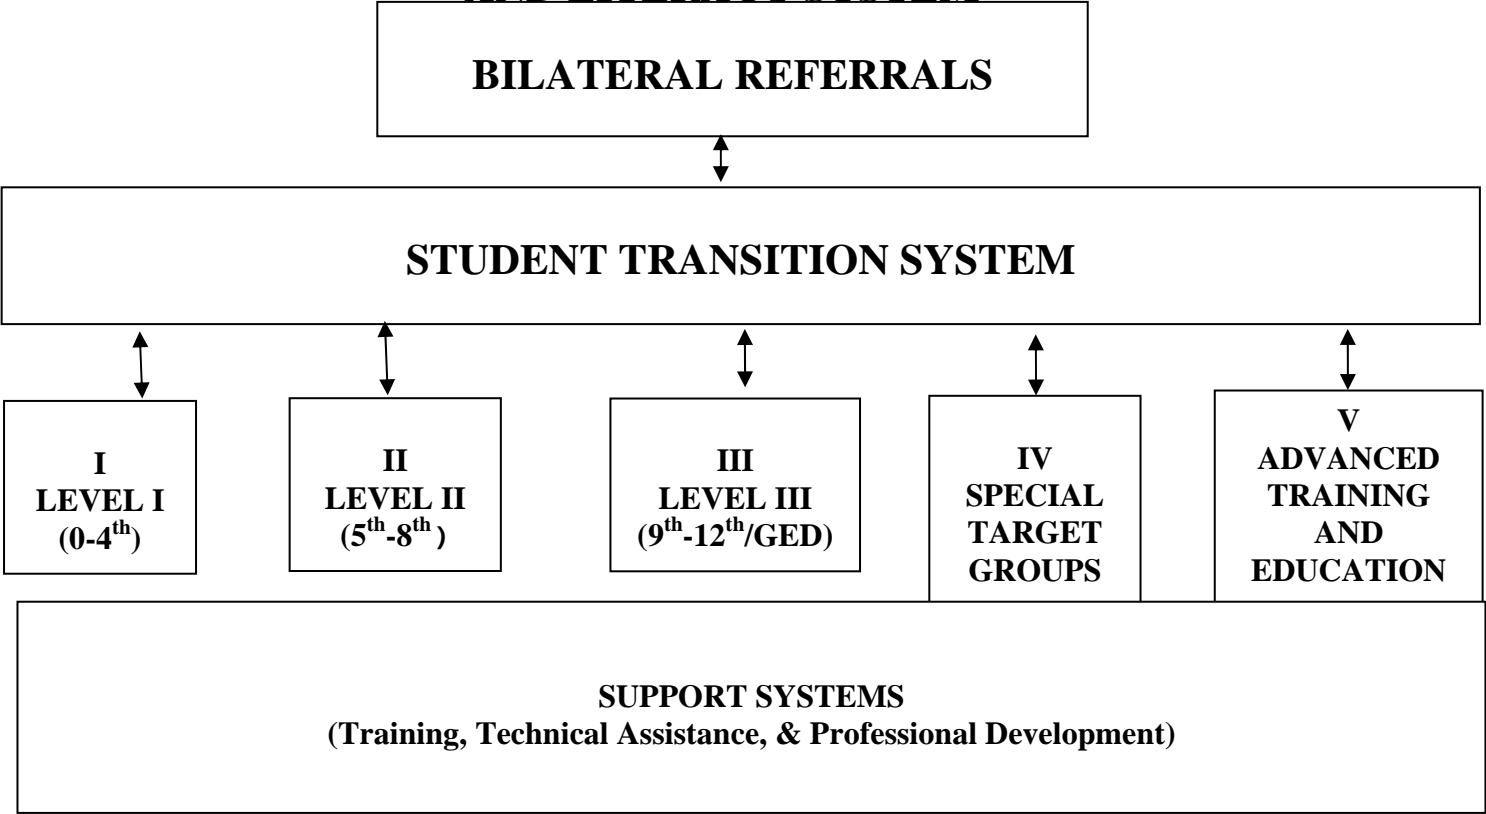 BILATERAL REFERRALS
STUDENT TRANSITION SYSTEM
I
LEVEL I
(0-4th)
II
LEVEL II
(5th-8th )
III
LEVEL III
(9th-12th/GED)
IV
SPECIAL
TARGET
GROUPS
V
ADVANCED
TRAINING
AND
EDUCATION
SUPPORT SYSTEMS
(Training, Technical Assistance, & Professional Development)